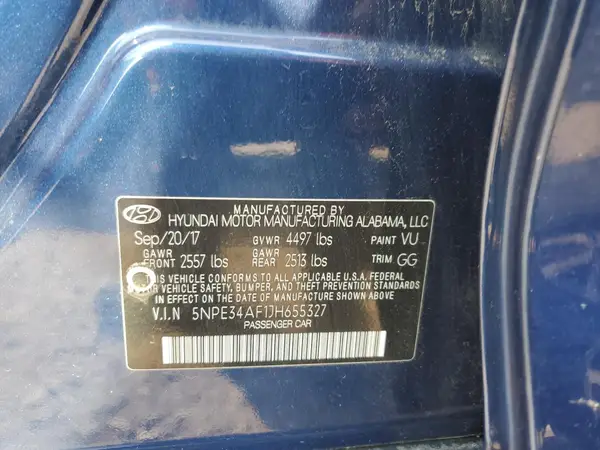 MANUFACTURED BY
HYUNDAI MOTOR MANUFACTURING ALABAMA, LLC
Sep/20/17 GVWR 4497 lbs PAINT VU
GAWR FRONT 2557 lbs GAWR REAR 2513 lbs TRIM GG
THIS VEHICLE CONFORMS TO ALL APPLICABLE U.S.A. FEDERAL
MOTOR VEHICLE SAFETY, BUMPER, AND THEFT PREVENTION STANDARDS
IN EFFECT ON THE DATE OF MANUFACTURE SHOWN ABOVE.
V.I.N 5NPE34AF1JH655327
PASSENGER CAR